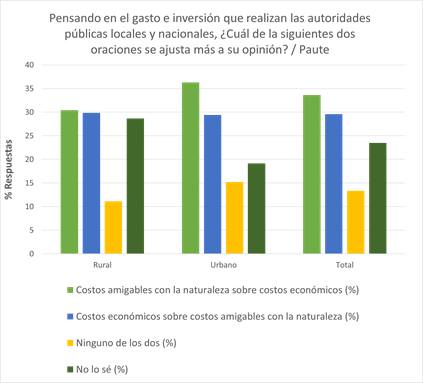 Pensando en el gasto e inversión que realizan las autoridades
públicas locales y nacionales, ¿Cuál de la siguientes dos
oraciones se ajusta más a su opinión? / Paute
40
35
30
25
20
15
10
5
0
% Respuestas
Rural
Urbano
Total
Costos amigables con la naturaleza sobre costos económicos (%)
Costos económicos sobre costos amigables con la naturaleza (%)
Ninguno de los dos (%)
No lo sé (%)